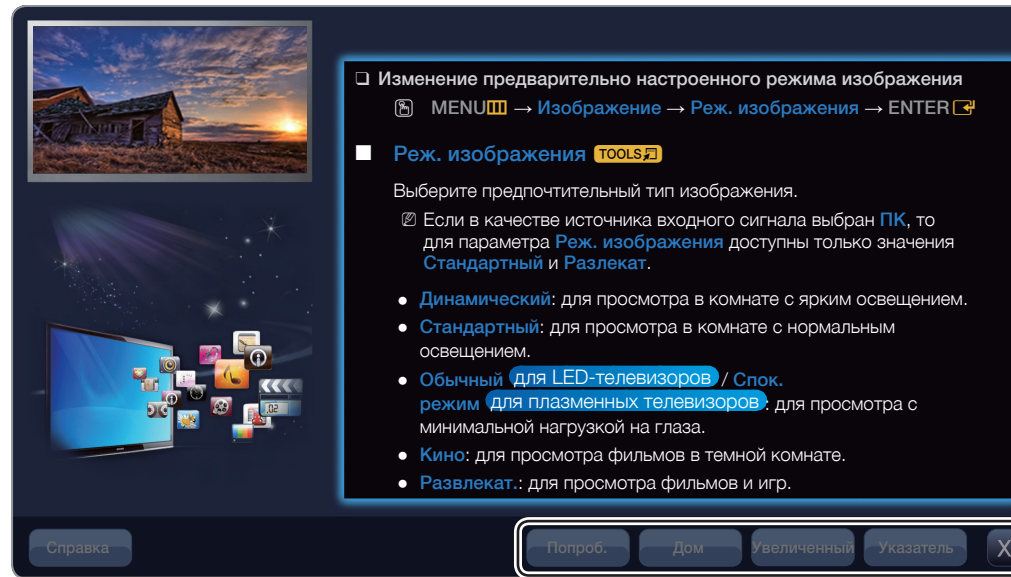 ❑ Изменение предварительно настроенного режима изображения
MENU → Изображение → Реж. изображения → ENTER
■ Реж. изображения TOOLS
Выберите предпочтительный тип изображения.
Если в качестве источника входного сигнала выбран ПК, то
для параметра Реж. изображения доступны только значения
Стандартный и Разлекат.
● Динамический: для просмотра в комнате с ярким освещением.
● Стандартный: для просмотра в комнате с нормальным
освещением.
● Обычный для LED-телевизоров / Спок.
режим для плазменных телевизоров: для просмотра с
минимальной нагрузкой на глаза.
● Кино: для просмотра фильмов в темной комнате.
● Развлекат.: для просмотра фильмов и игр.
Справка Попроб. Дом Увеличенный Указатель X